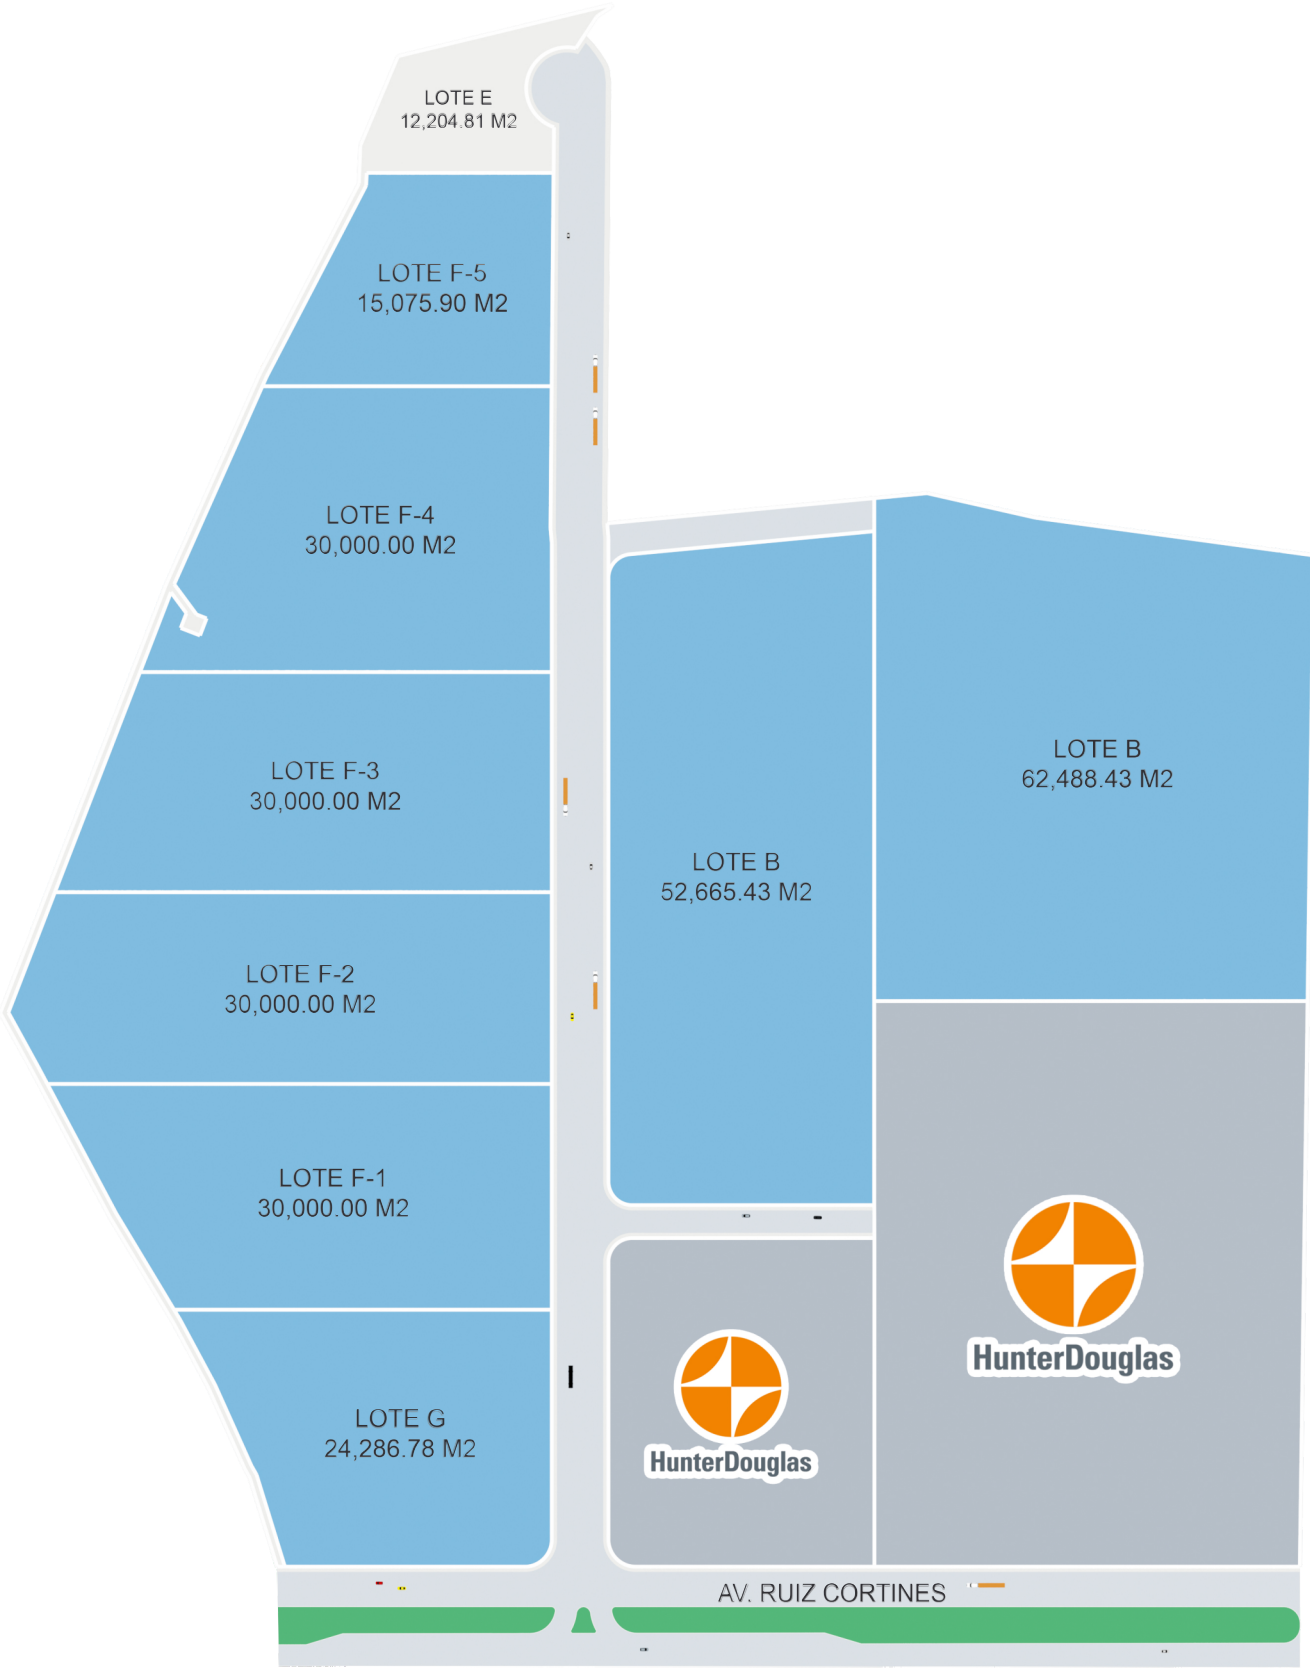 LOTE E
12,204.81 M2
LOTE F-5
15,075.90 M2
LOTE F-4
30,000.00 M2
LOTE F-3
30,000.00 M2
LOTE B
62,488.43 M2
LOTE B
52,665.43 M2
LOTE F-2
30,000.00 M2
LOTE F-1
30,000.00 M2
HunterDouglas
LOTE G
24,286.78 M2
HunterDouglas
AV. RUIZ CORTINES